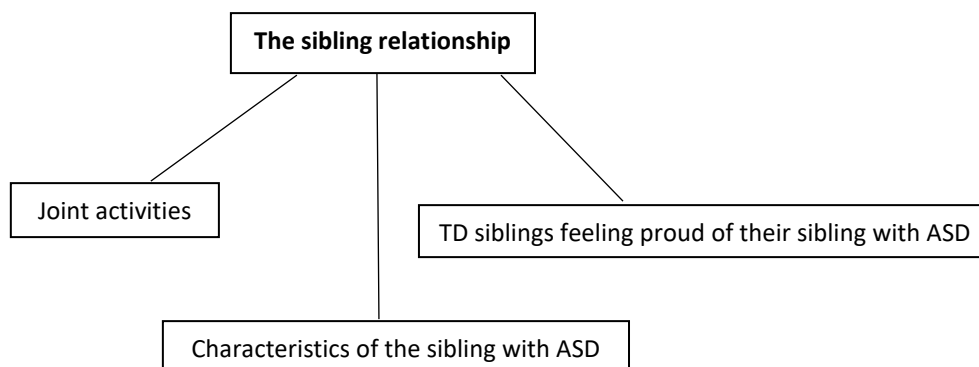 The sibling relationship
Joint activities
TD siblings feeling proud of their sibling with ASD
Characteristics of the sibling with ASD